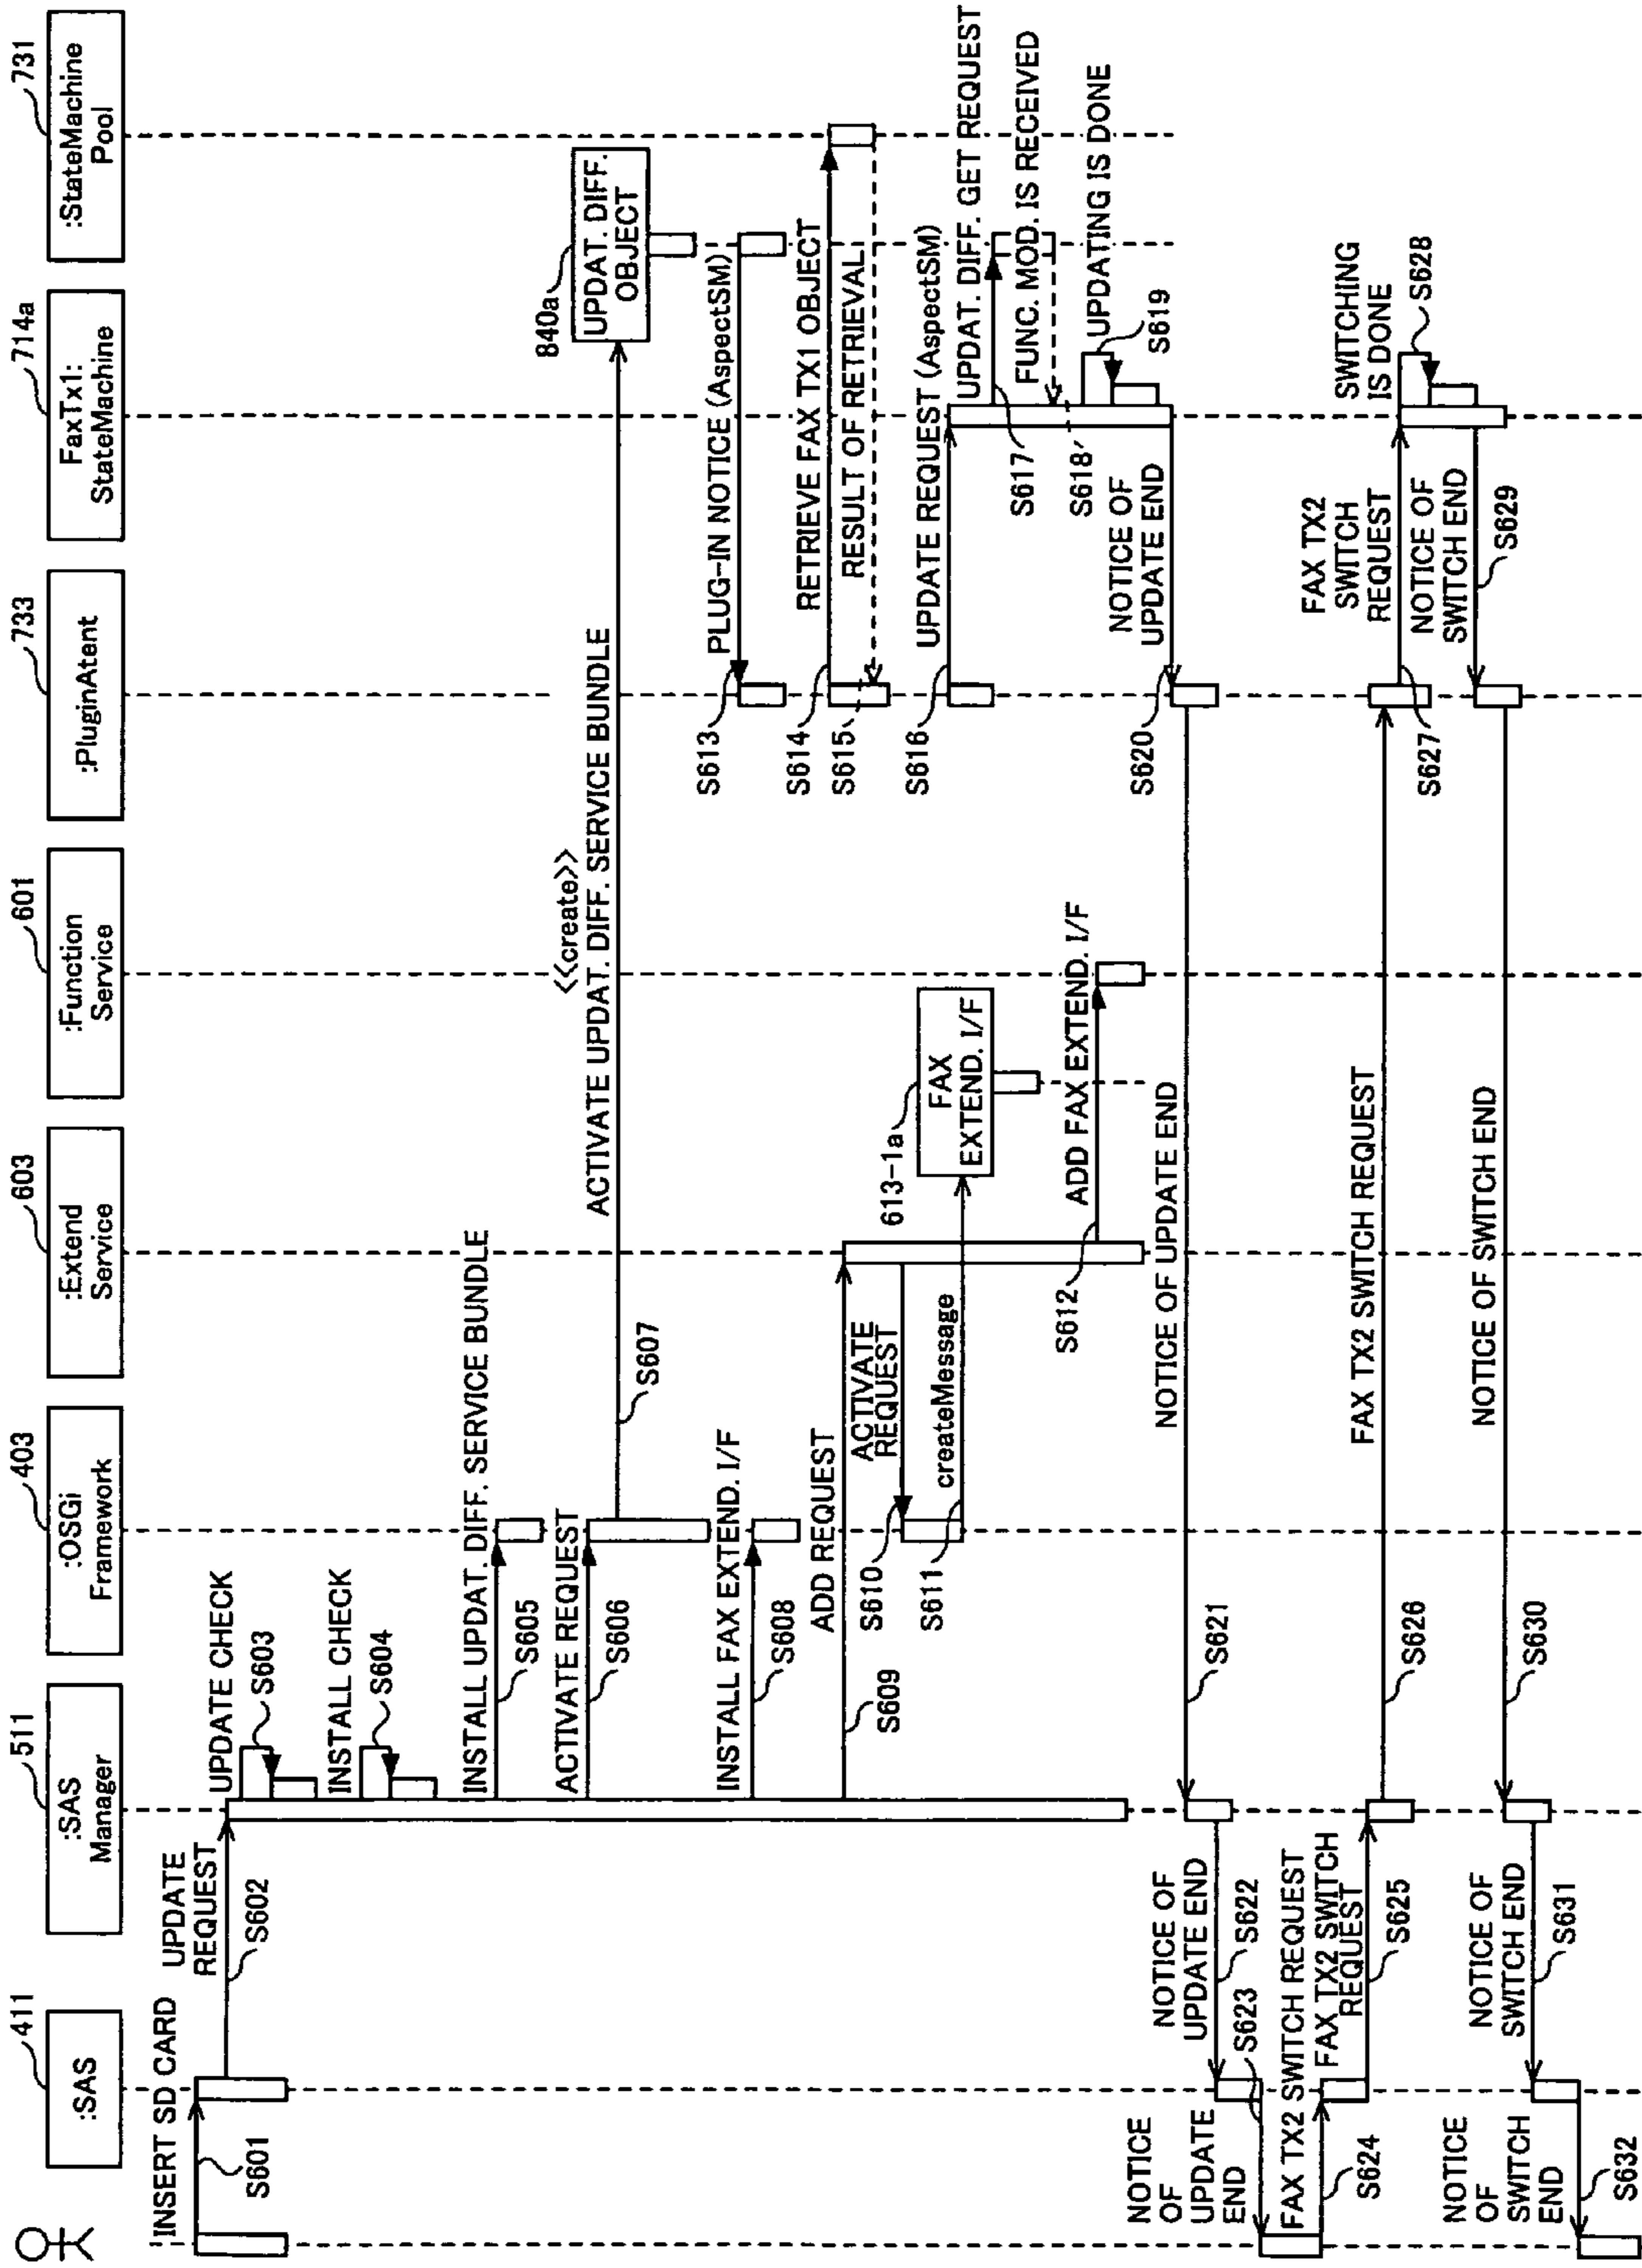 411
:SAS
511
:SAS
Manager
403
:OSGi
Framework
603
:Extend
Service
601
:Function
Service
733
:PluginAtent
714a
FaxTx1:
StateMachine
731
:StateMachine
Pool
INSERT SD CARD
S601
UPDATE
REQUEST
S602
UPDATE CHECK
S603
INSTALL CHECK
S604
INSTALL UPDAT. DIFF. SERVICE BUNDLE
S605
ACTIVATE REQUEST
S606
<<create>>
ACTIVATE UPDAT. DIFF. SERVICE BUNDLE
S607
840a
UPDAT. DIFF.
OBJECT
INSTALL FAX EXTEND. I/F
S608
ADD REQUEST
S609
ACTIVATE
REQUEST
S610
createMessage
S611
613-1a
FAX
EXTEND. I/F
ADD FAX EXTEND. I/F
S612
PLUG-IN NOTICE (AspectSM)
S613
RETRIEVE FAX TX1 OBJECT
S614
RESULT OF RETRIEVAL
S615
UPDATE REQUEST (AspectSM)
S616
UPDAT. DIFF. GET REQUEST
S617
FUNC. MOD. IS RECEIVED
S618
UPDATING IS DONE
S619
NOTICE OF
UPDATE END
S620
NOTICE OF UPDATE END
S621
NOTICE OF
UPDATE END
S622
NOTICE
OF
UPDATE
END
S623
FAX TX2 SWITCH REQUEST
S624
FAX TX2 SWITCH
REQUEST
S625
FAX TX2 SWITCH REQUEST
S626
FAX TX2
SWITCH
REQUEST
S627
SWITCHING
IS DONE
S628
NOTICE OF
SWITCH END
S629
NOTICE OF SWITCH END
S630
NOTICE OF
SWITCH END
S631
NOTICE
OF
SWITCH
END
S632